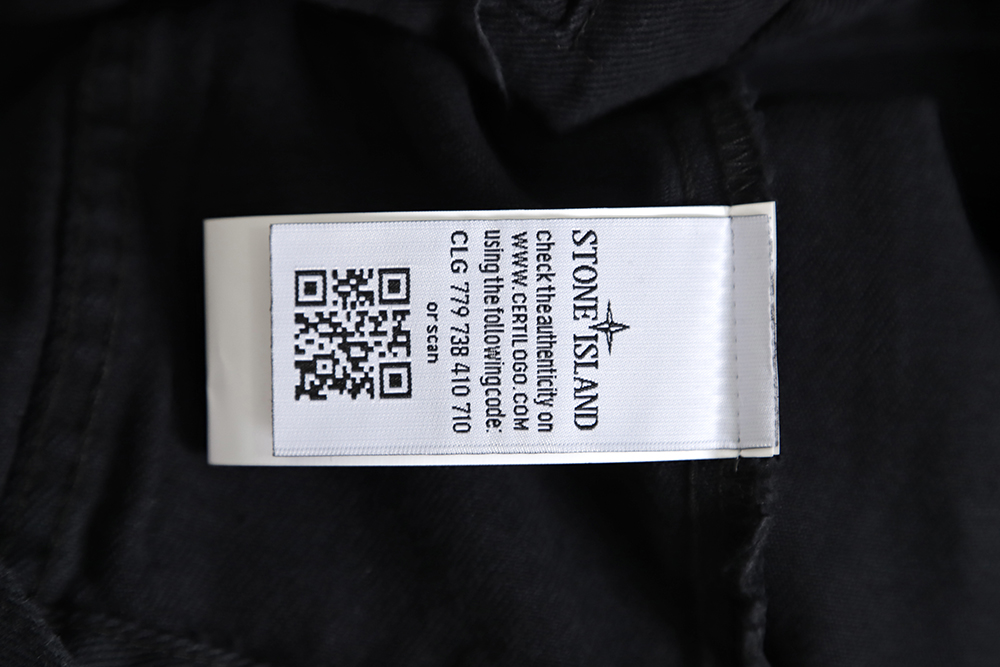 STONE ISLAND
check the authenticity on
WWW.CERTILOGO.COM
using the following code:
CLG 779 738 410 710
or scan